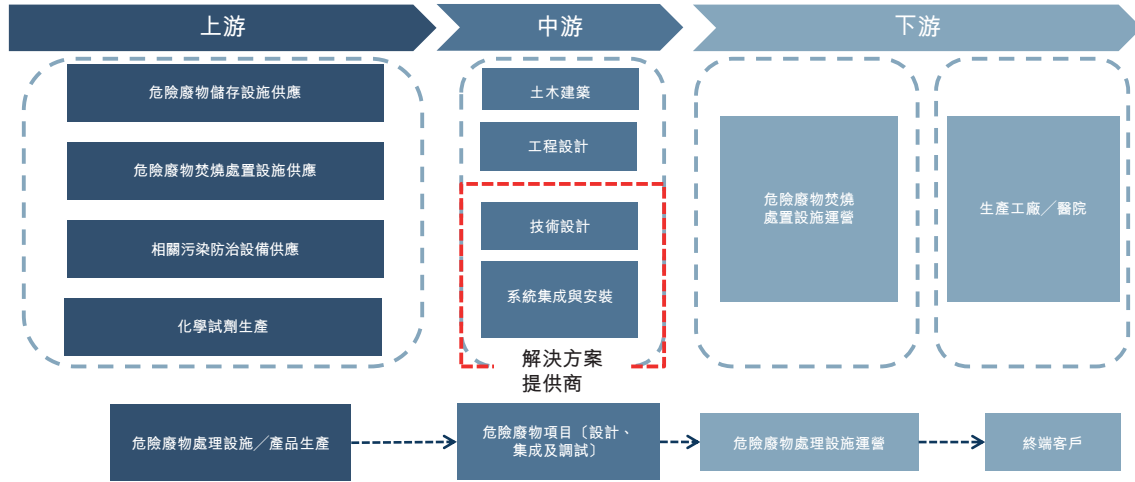 上游
中游
下游
危險廢物儲存設施供應
危險廢物焚燒處置設施供應
相關污染防治設備供應
化學試劑生產
土木建築
工程設計
技術設計
系統集成與安裝
解決方案
提供商
危險廢物焚燒
處置設施運營
生產工廠／醫院
危險廢物處理設施／產品生產
危險廢物項目〔設計、
集成及調試〕
危險廢物處理設施運營
終端客戶